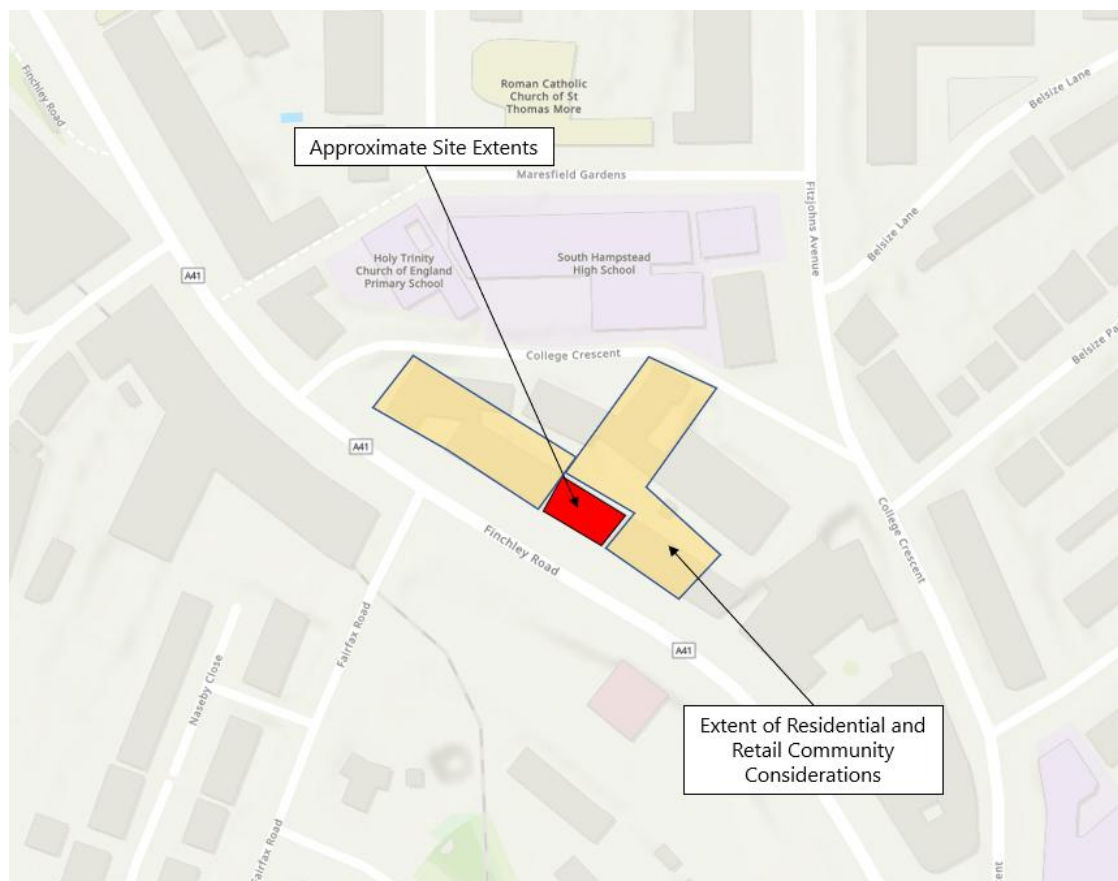 Finchley Road
Roman Catholic
Church of St
Thomas More
Belsize Lane
Approximate Site Extents
Maresfield Gardens
Fitzjohns Avenue
Belsize Lane
Holy Trinity
Church of England
Primary School
South Hampstead
High School
A41
College Crescent
Belsize Pa
A41
Finchley Road
College Crescent
Fairfax Road
Naseby Close
A41
Extent of Residential and
Retail Community
Considerations
Fairfax Road
ent